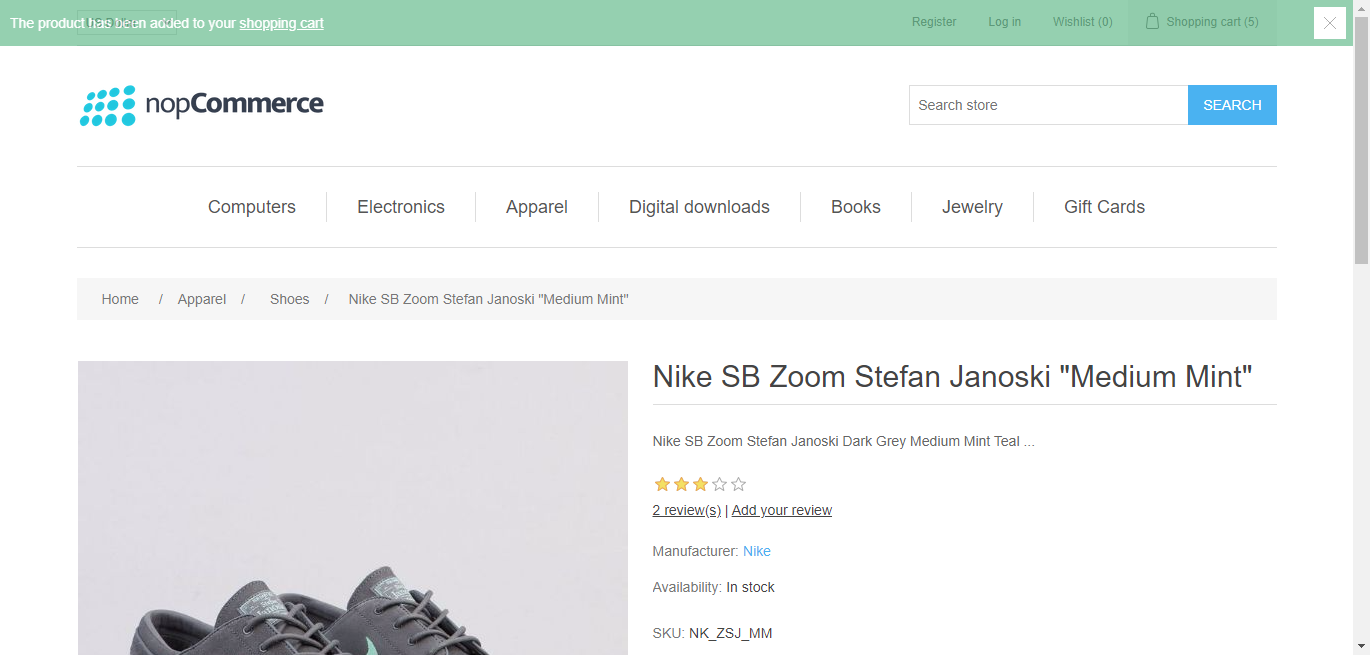 The product has been added to your shopping cart
Register
Log in
Wishlist (0)
Shopping cart (5)
nopCommerce
Search store
SEARCH
Computers
Electronics
Apparel
Digital downloads
Books
Jewelry
Gift Cards
Home / Apparel / Shoes / Nike SB Zoom Stefan Janoski "Medium Mint"
Nike SB Zoom Stefan Janoski "Medium Mint"
Nike SB Zoom Stefan Janoski Dark Grey Medium Mint Teal ...
2 review(s) | Add your review
Manufacturer: Nike
Availability: In stock
SKU: NK_ZSJ_MM